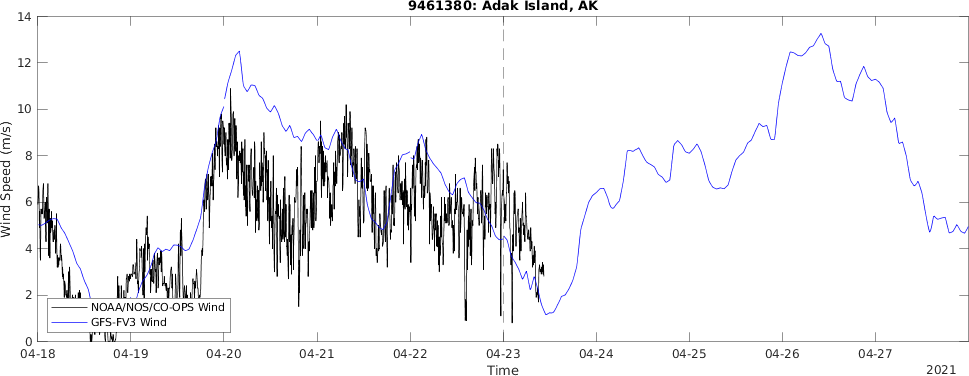 9461380: Adak Island, AK
Wind Speed (m/s)
14
12
10
8
6
4
2
0
NOAA/NOS/CO-OPS Wind
GFS-FV3 Wind
04-18 04-19 04-20 04-21 04-22 04-23 04-24 04-25 04-26 04-27
Time
2021